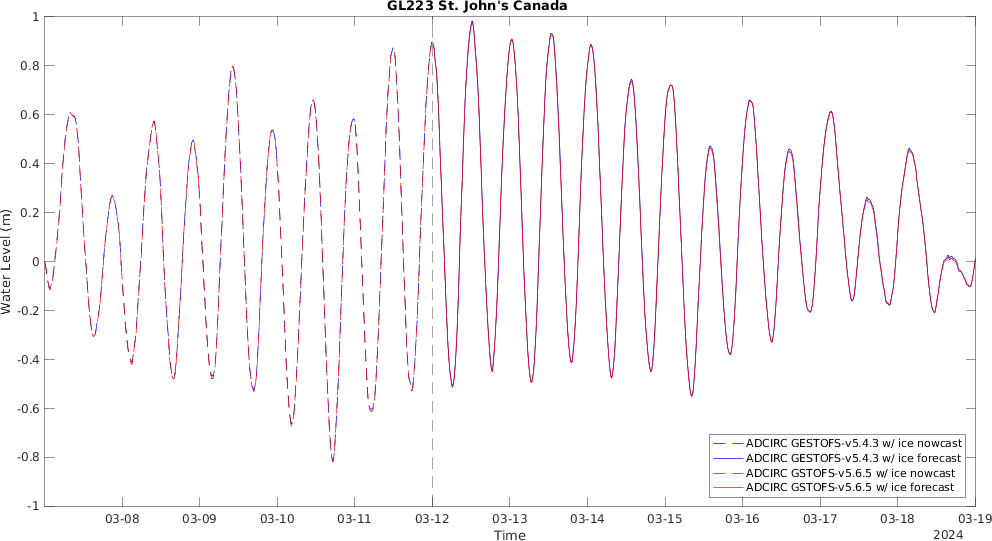 GL223 St. John's Canada
1
0.8
0.6
0.4
0.2
0
-0.2
-0.4
-0.6
-0.8
-1
Water Level (m)
ADCIRC GESTOFS-v5.4.3 w/ ice nowcast
ADCIRC GESTOFS-v5.4.3 w/ ice forecast
ADCIRC GSTOFS-v5.6.5 w/ ice nowcast
ADCIRC GSTOFS-v5.6.5 w/ ice forecast
03-08 03-09 03-10 03-11 03-12 03-13 03-14 03-15 03-16 03-17 03-18 03-19
Time
2024